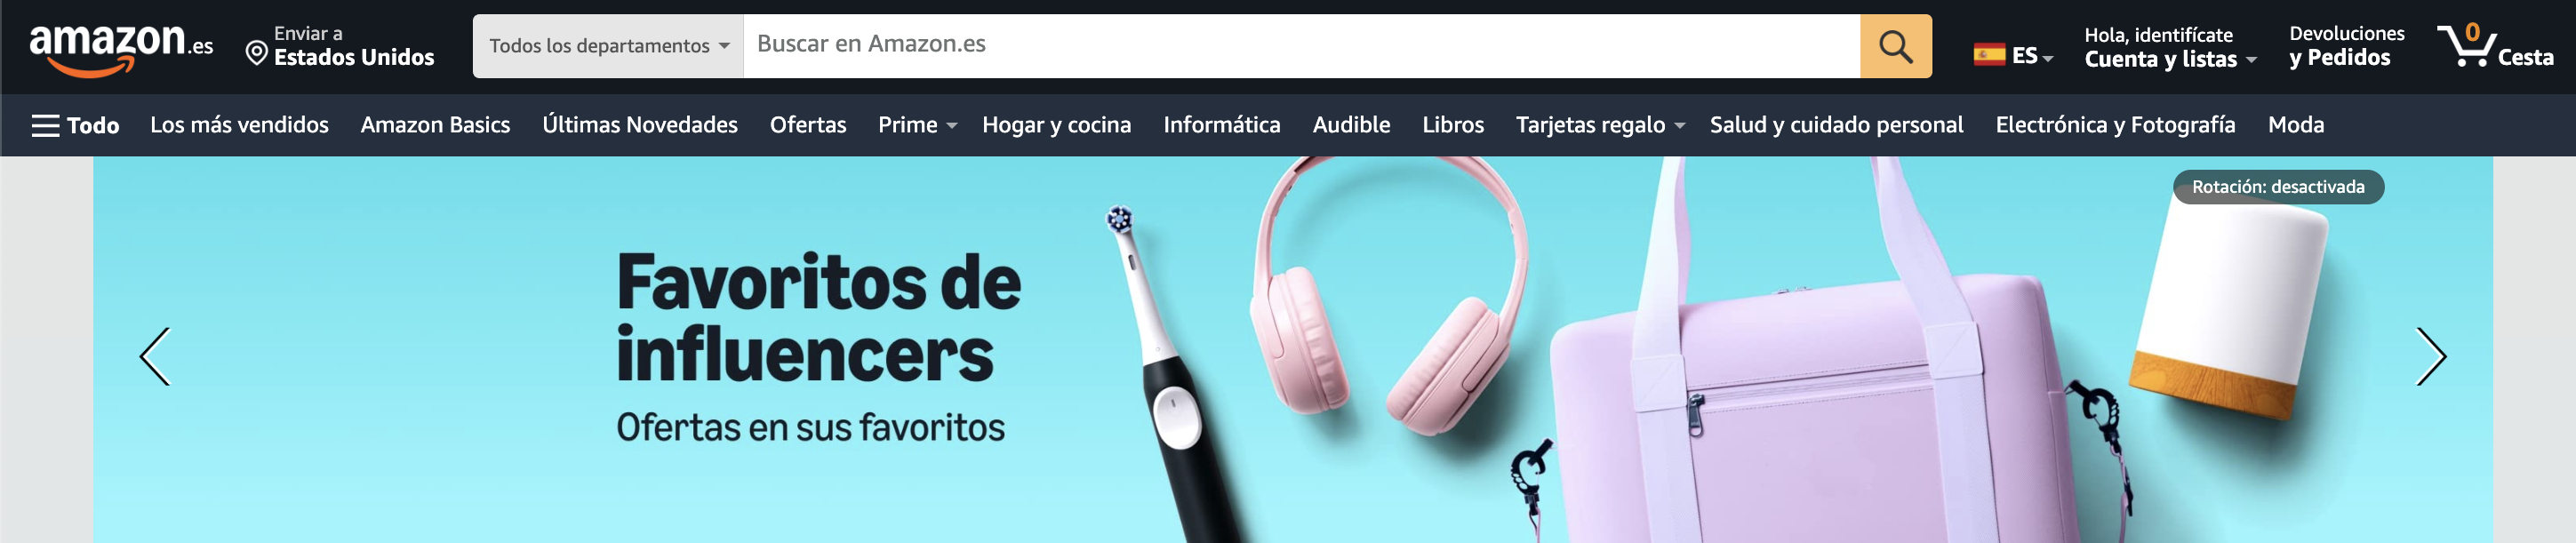 amazon.es
Enviar a
Estados Unidos
Todos los departamentos
Buscar en Amazon.es
ES
Hola, identifícate
Cuenta y listas
Devoluciones
y Pedidos
0
Cesta
Todo
Los más vendidos
Amazon Basics
Últimas Novedades
Ofertas
Prime
Hogar y cocina
Informática
Audible
Libros
Tarjetas regalo
Salud y cuidado personal
Electrónica y Fotografía
Moda
Rotación: desactivada
Favoritos de
influencers
Ofertas en sus favoritos